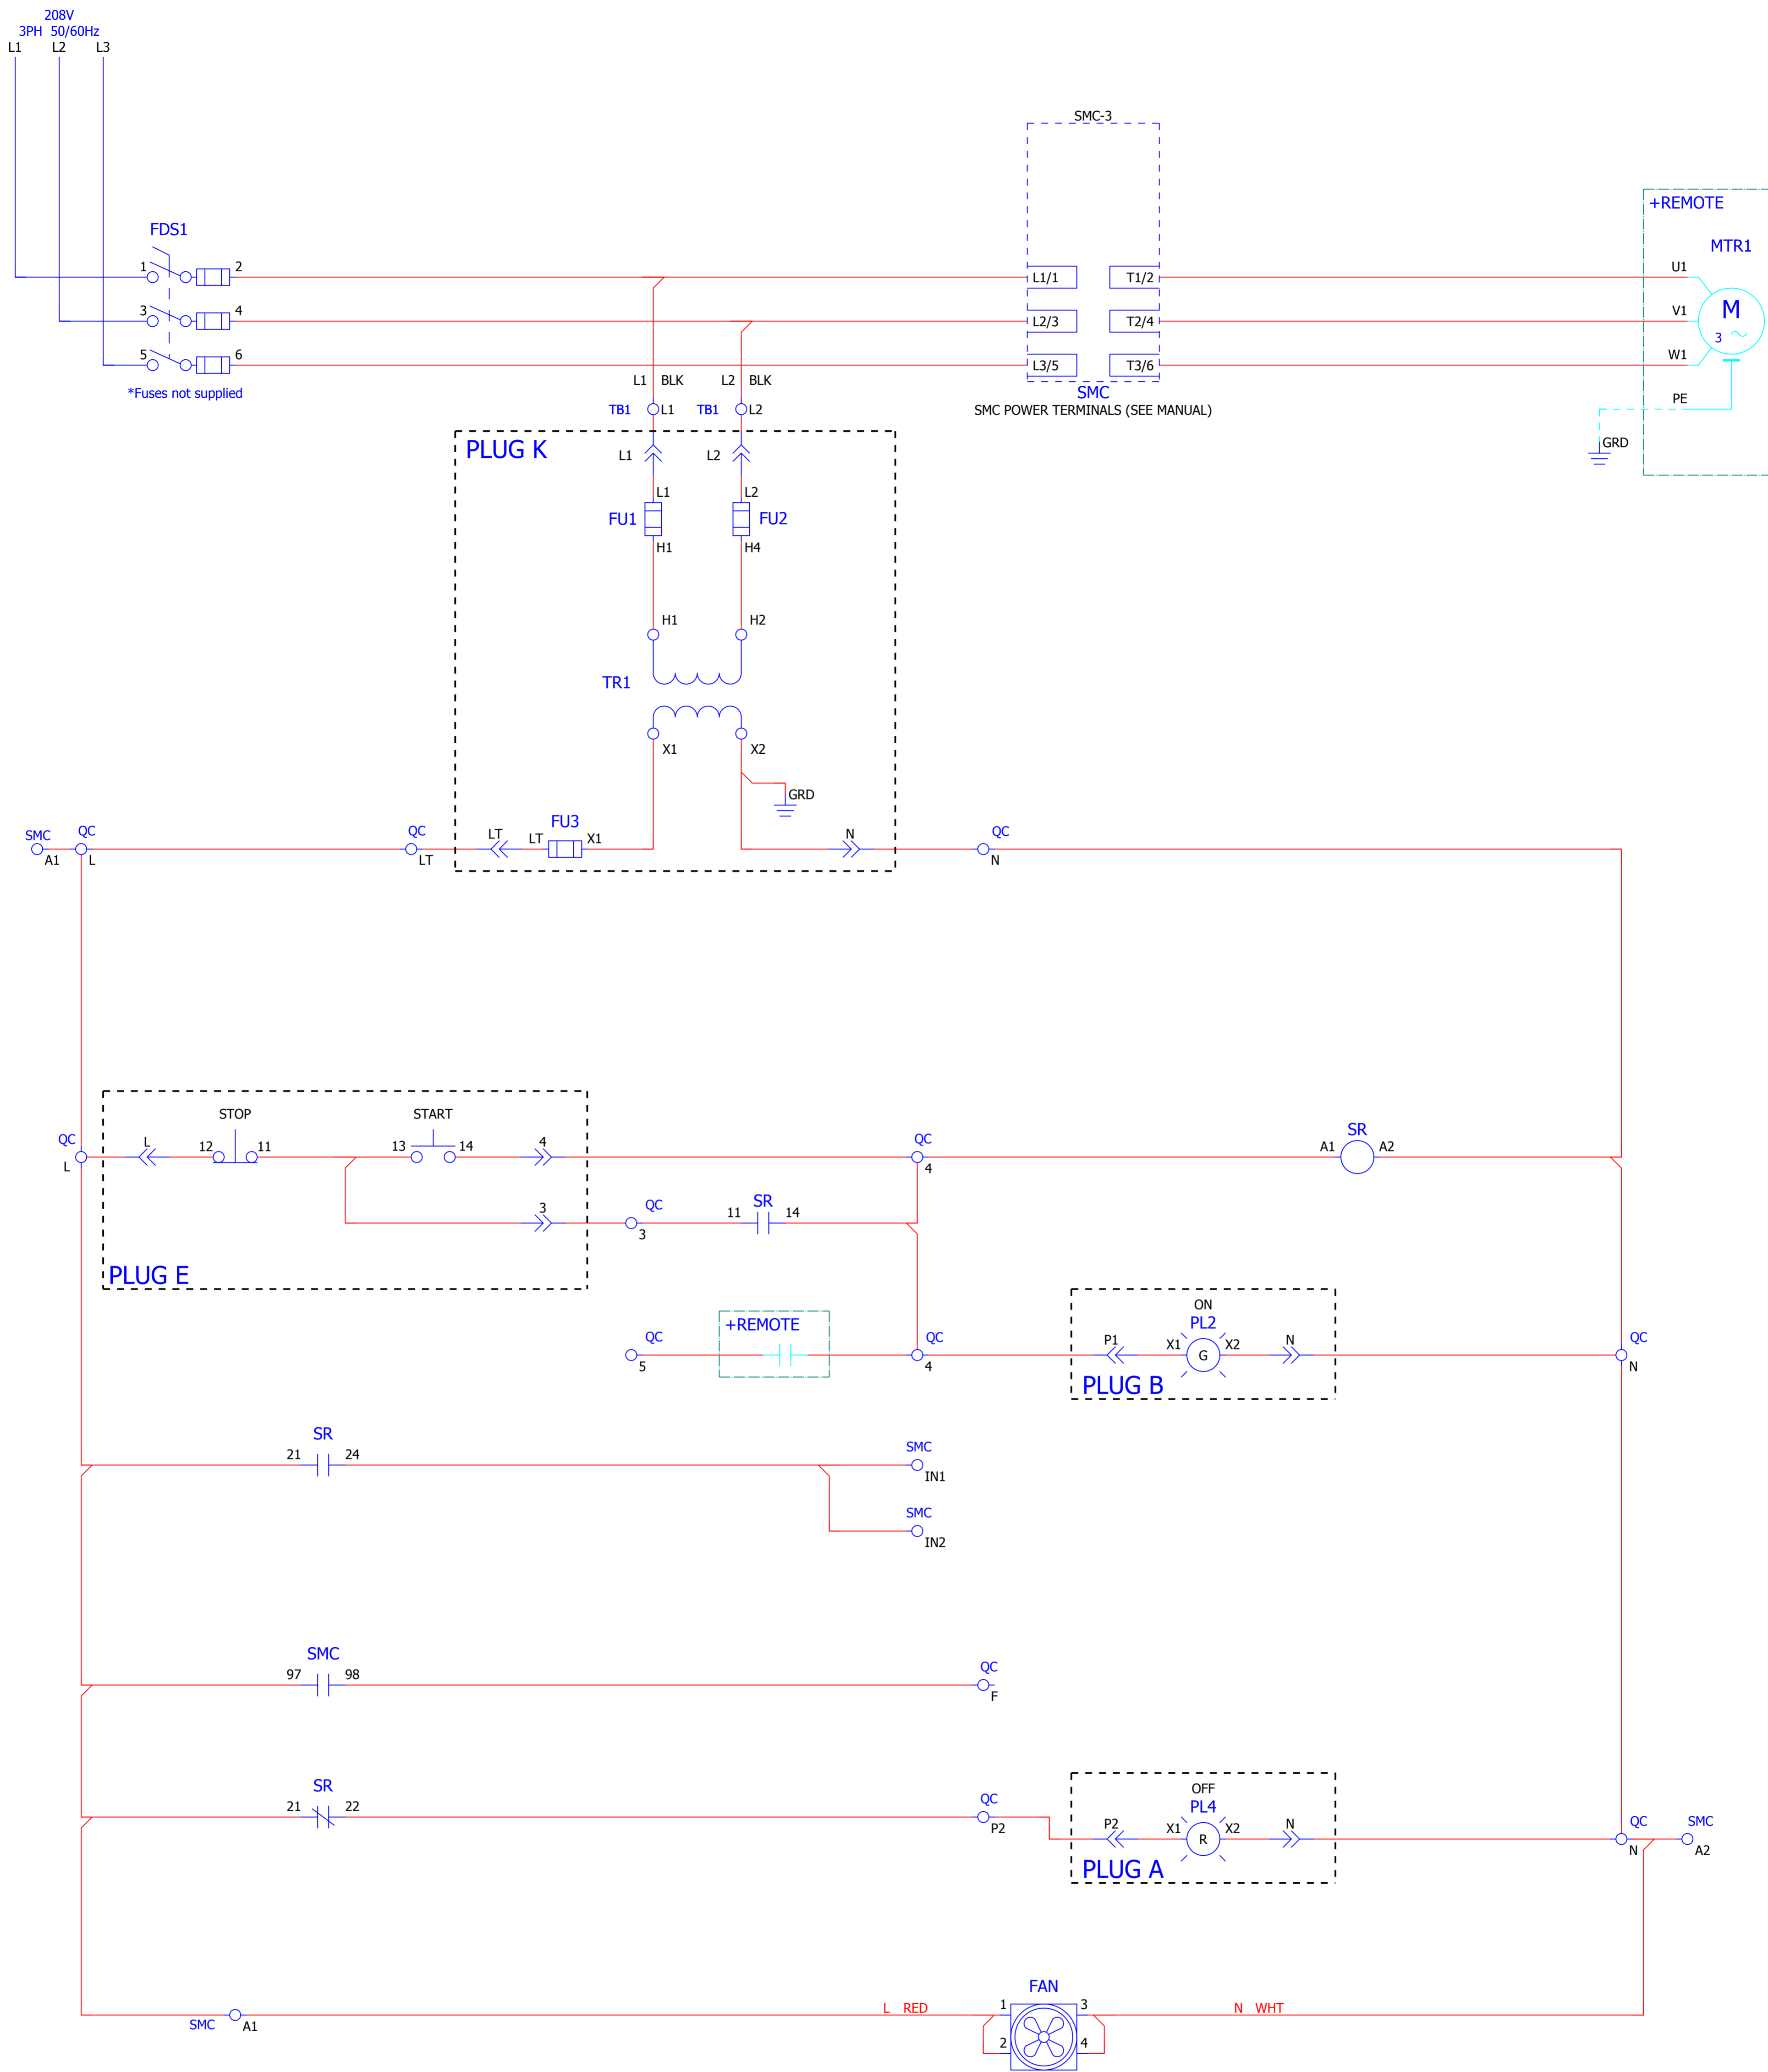 208V
3PH 50/60Hz
L1 L2 L3
SMC-3
+REMOTE
FDS1
MTR1
1 2 L1/1 T1/2 U1
3 4 L2/3 T2/4 V1 M
3
5 6 L3/5 T3/6 W1
*Fuses not supplied
L1 BLK L2 BLK
SMC
SMC POWER TERMINALS (SEE MANUAL)
PE
TB1 L1 TB1 L2
GRD
PLUG K
L1 L2
L1 L2
FU1 FU2
H1 H4
H1 H2
TR1
X1 X2
GRD
SMC QC QC LT LT FU3 X1 N QC
A1 L LT N
STOP START
QC L 12 11 13 14 4 QC SR
L 4 A1 A2
3 QC 11 SR 14
3
PLUG E
+REMOTE
ON
PL2
QC QC P1 X1 G X2 N QC
5 4 N
PLUG B
SR SMC
21 24 IN1
SMC
IN2
SMC
97 98 QC
F
SR
21 22 QC
P2
OFF
PL4
P2 X1 R X2 N QC SMC
N A2
PLUG A
FAN
SMC A1 L RED 1 3 N WHT
2 4